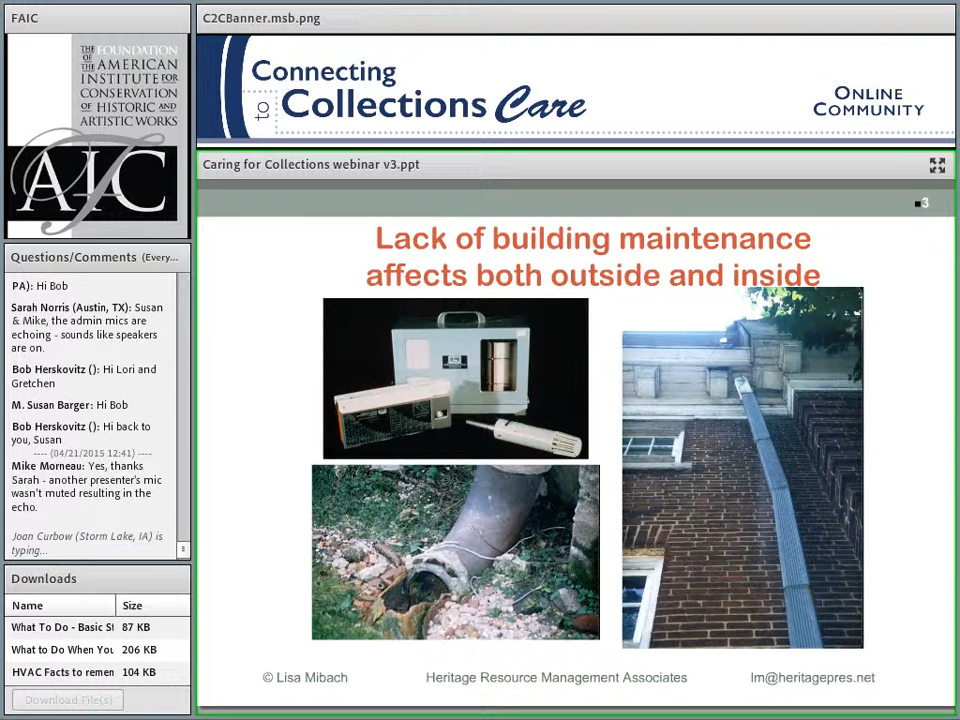 FAIC
THE FOUNDATION
OF THE AMERICAN
INSTITUTE FOR
CONSERVATION
OF HISTORIC AND
ARTISTIC WORKS
AIC
C2CBanner.msb.png
Connecting
to Collections Care
ONLINE
COMMUNITY
Caring for Collections webinar v3.ppt
3
Lack of building maintenance
affects both outside and inside
© Lisa Mibach
Heritage Resource Management Associates
lm@heritagepres.net
Questions/Comments (Every...
PA): Hi Bob
Sarah Norris (Austin, TX): Susan
& Mike, the admin mics are
echoing - sounds like speakers
are on.
Bob Herskovitz (): Hi Lori and
Gretchen
M. Susan Barger: Hi Bob
Bob Herskovitz (): Hi back to
you, Susan
---- (04/21/2015 12:41) ----
Mike Morneau: Yes, thanks
Sarah - another presenter's mic
wasn't muted resulting in the
echo.
Joan Curbow (Storm Lake, IA) is
typing...
Downloads
Name Size
What To Do - Basic St 87 KB
What to Do When You 206 KB
HVAC Facts to remen 104 KB
Download File(s)